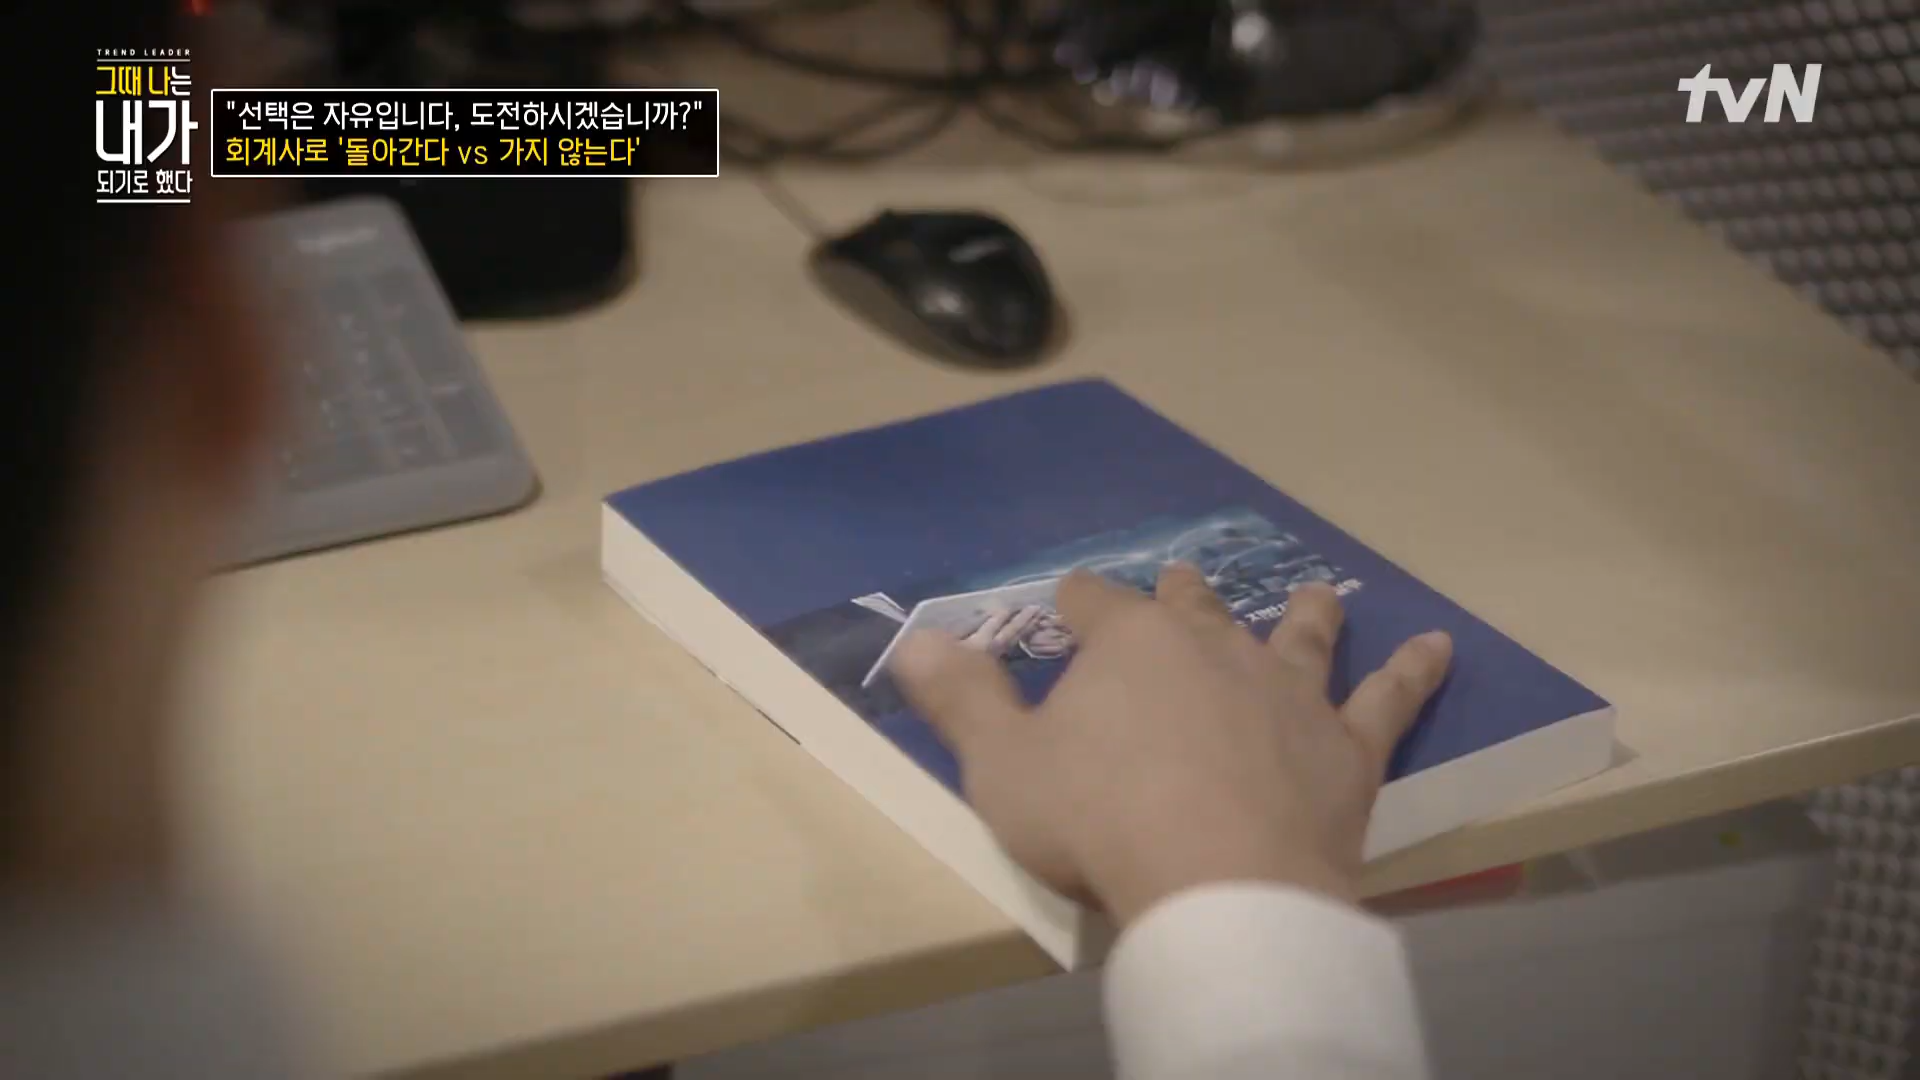 TREND LEADER
그때 나는
내가
되기로 했다
"선택은 자유입니다, 도전하시겠습니까?"
회계사로 '돌아간다 vs 가지 않는다'
tvN